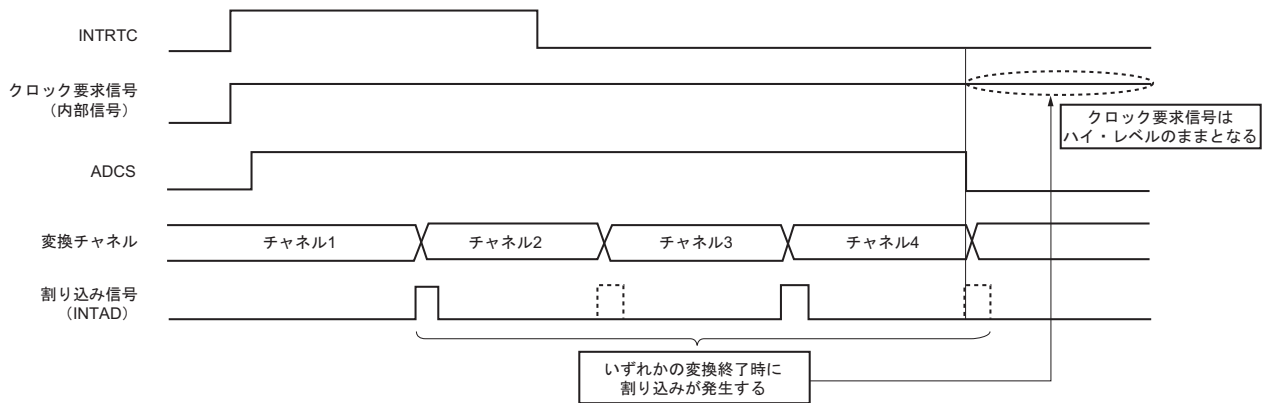 INTRTC
クロック要求信号
（内部信号）
クロック要求信号は
ハイ・レベルのままとなる
ADCS
変換チャネル
チャネル1
チャネル2
チャネル3
チャネル4
割り込み信号
（INTAD）
いずれかの変換終了時に
割り込みが発生する